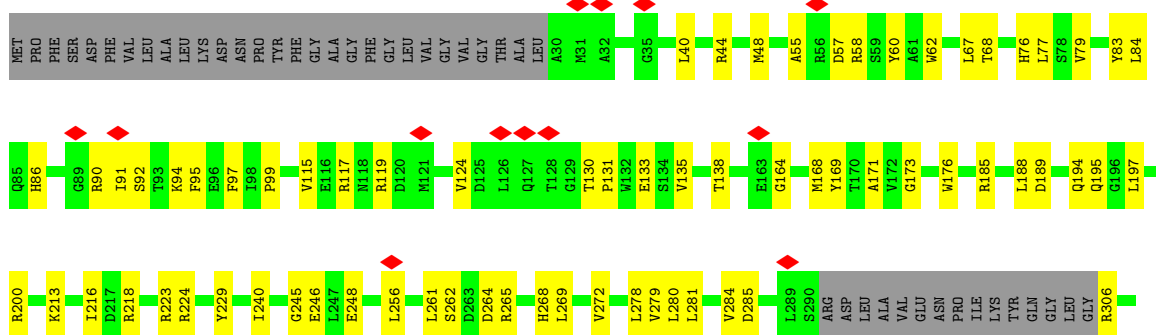 MET PRO PHE SER ASP PHE VAL LEU ALA LEU LYS ASP ASN PRO TYR PHE GLY ALA GLY PHE GLY LEU VAL GLY VAL GLY THR ALA LEU A30 M31 A32 G35 L40 R44 M48 A55 R56 D57 R58 S59 Y60 A61 W62 L67 T68 H76 L77 S78 V79 Y83 L84
Q85 H86 G89 R90 I91 S92 T93 K94 F95 E96 F97 I98 P99 V115 E116 R117 N118 R119 D120 M121 V124 D125 L126 Q127 T128 G129 T130 P131 W132 E133 S134 V135 T138 E163 G164 M168 Y169 T170 A171 V172 G173 W176 R185 L188 D189 Q194 Q195 G196 L197
R200 K213 I216 D217 R218 R223 R224 Y229 I240 G245 E246 L247 E248 L256 L261 S262 D263 D264 R265 H268 L269 V272 L278 V279 L280 L281 V284 D285 L289 S290 ARG ASP LEU ALA VAL GLU ASN PRO ILE LYS TYR GLN GLY LEU GLY R306